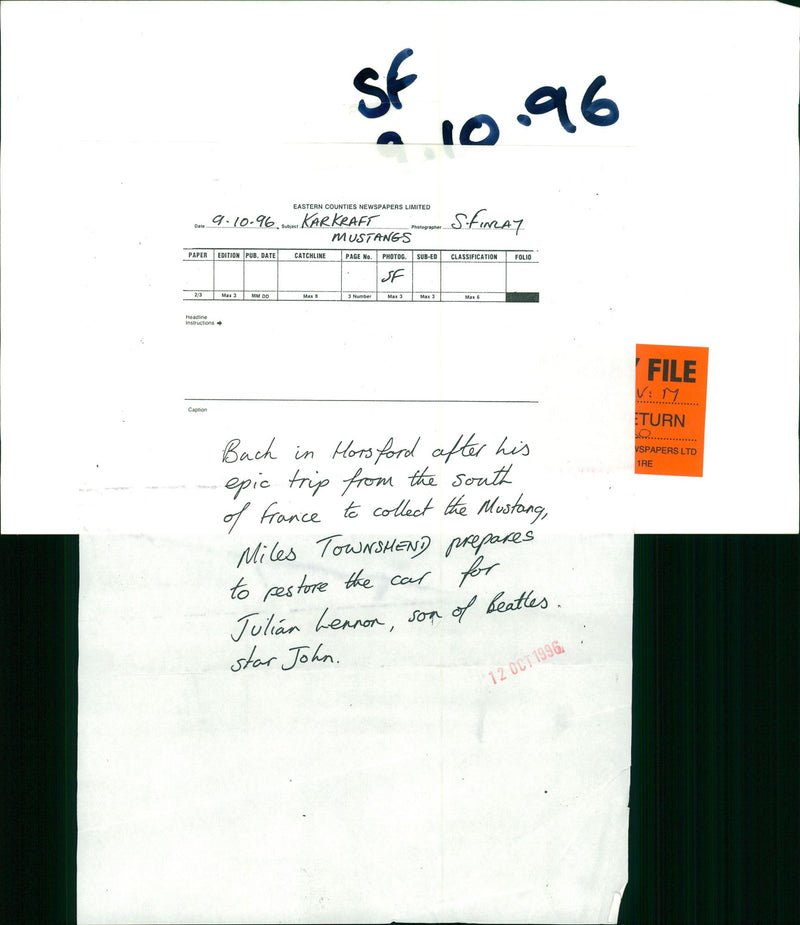 SF
9.10.96
EASTERN COUNTIES NEWSPAPERS LIMITED
Date 9.10.96. Subject KARKRAFT Photographer S.FINLAY
MUSTANGS
PAPER EDITION PUB. DATE CATCHLINE PAGE No. PHOTOG. SUB-ED CLASSIFICATION FOLIO
SF
2/3 Max 3 MM DD Max 8 3 Number Max 3 Max 3 Max 6
Headline
Instructions →
Caption
Back in Horsford after his
epic trip from the south
of france to collect the Mustang,
Miles TOWNSHEND prepares
to restore the car for
Julian Lennon, son of Beatles
star John.
12 OCT 1996
FILE
V: M
ETURN
WSPAPERS LTD
1RE